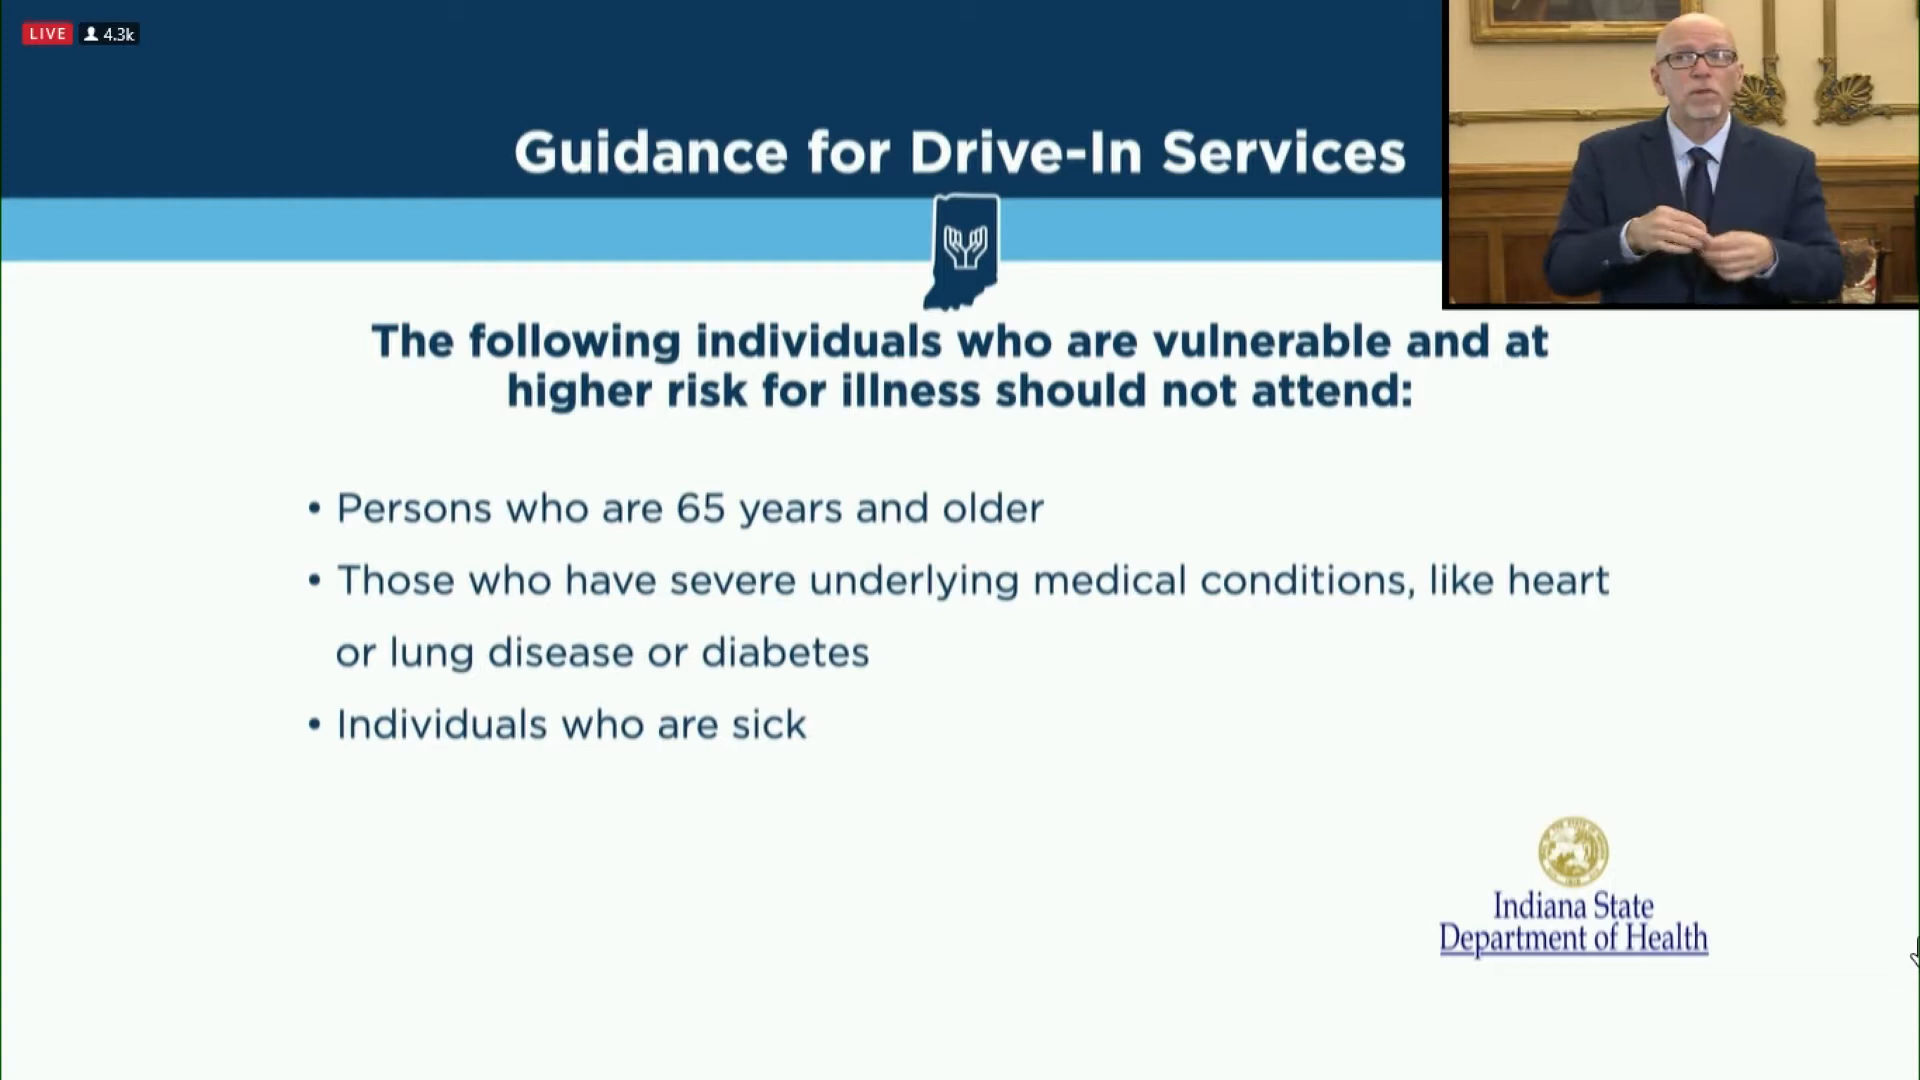 LIVE 4.3k
Guidance for Drive-In Services
The following individuals who are vulnerable and at
higher risk for illness should not attend:
• Persons who are 65 years and older
• Those who have severe underlying medical conditions, like heart
or lung disease or diabetes
• Individuals who are sick
Indiana State
Department of Health